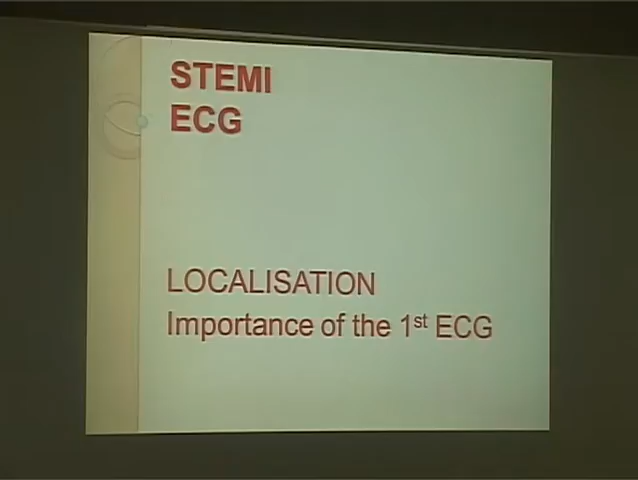 STEMI
ECG
LOCALISATION
Importance of the 1st ECG